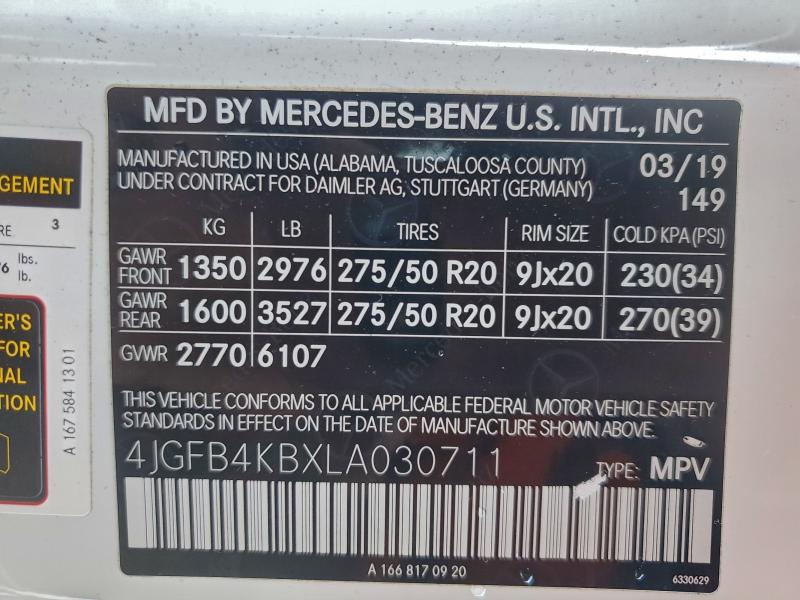 MFD BY MERCEDES-BENZ U.S. INTL., INC
MANUFACTURED IN USA (ALABAMA, TUSCALOOSA COUNTY) 03/19
UNDER CONTRACT FOR DAIMLER AG, STUTTGART (GERMANY) 149
KG LB TIRES RIM SIZE COLD KPA (PSI)
GAWR FRONT 1350 2976 275/50 R20 9Jx20 230(34)
GAWR REAR 1600 3527 275/50 R20 9Jx20 270(39)
GVWR 2770 6107
THIS VEHICLE CONFORMS TO ALL APPLICABLE FEDERAL MOTOR VEHICLE SAFETY
STANDARDS IN EFFECT ON THE DATE OF MANUFACTURE SHOWN ABOVE.
4JGFB4KBXLA030711 TYPE: MPV
A 166 817 09 20 6330629
GEMENT
3
lbs.
lb.
FOR
A 167 584 13 01